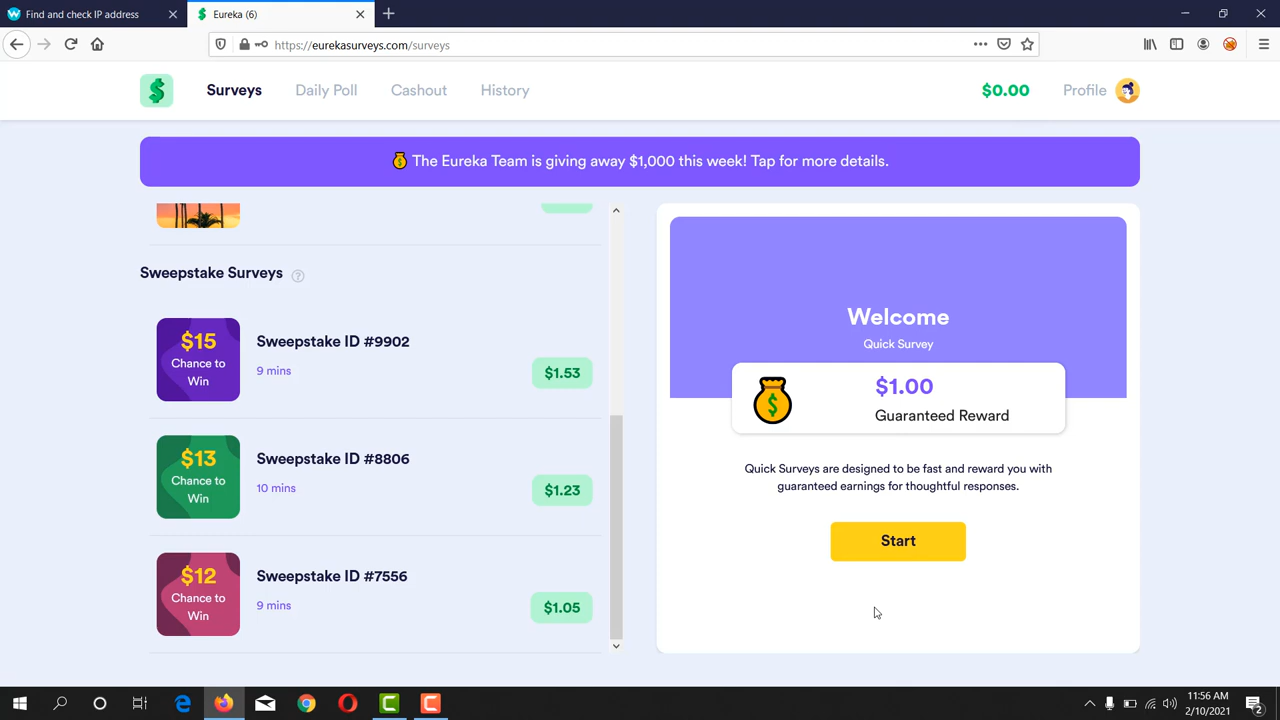 Find and check IP address
Eureka (6)
https://eurekasurveys.com/surveys
Surveys
Daily Poll
Cashout
History
$0.00
Profile
The Eureka Team is giving away $1,000 this week! Tap for more details.
Sweepstake Surveys
$15
Chance to
Win
Sweepstake ID #9902
9 mins
$1.53
$13
Chance to
Win
Sweepstake ID #8806
10 mins
$1.23
$12
Chance to
Win
Sweepstake ID #7556
9 mins
$1.05
Welcome
Quick Survey
$1.00
Guaranteed Reward
Quick Surveys are designed to be fast and reward you with
guaranteed earnings for thoughtful responses.
Start
11:56 AM
2/10/2021
2